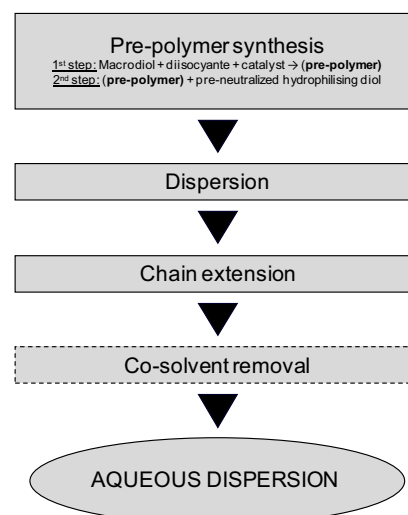 Pre-polymer synthesis
1st step: Macrodiol + diisocyante + catalyst → (pre-polymer)
2nd step: (pre-polymer) + pre-neutralized hydrophilising diol
Dispersion
Chain extension
Co-solvent removal
AQUEOUS DISPERSION